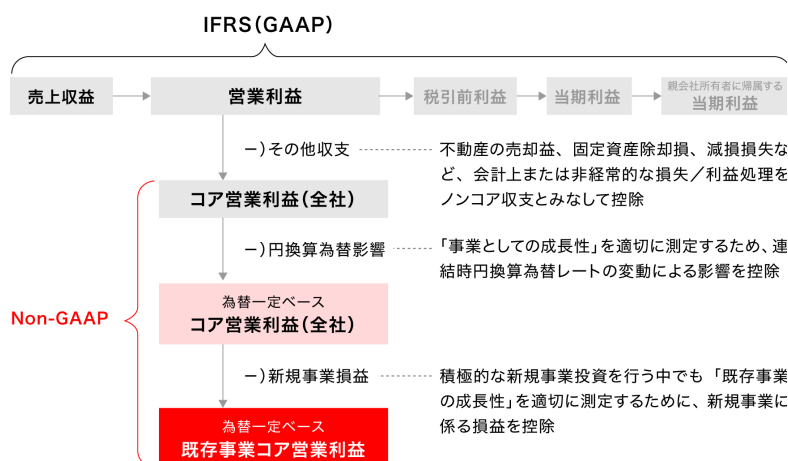 IFRS(GAAP)
売上収益
営業利益
税引前利益
当期利益
親会社所有者に帰属する
当期利益
ー)その他収支
不動産の売却益、固定資産除却損、減損損失な
ど、会計上または非経常的な損失／利益処理を
ノンコア収支とみなして控除
コア営業利益(全社)
ー)円換算為替影響
「事業としての成長性」を適切に測定するため、連
結時円換算為替レートの変動による影響を控除
Non-GAAP
為替一定ベース
コア営業利益(全社)
ー)新規事業損益
積極的な新規事業投資を行う中でも「既存事業
の成長性」を適切に測定するために、新規事業に
係る損益を控除
為替一定ベース
既存事業コア営業利益